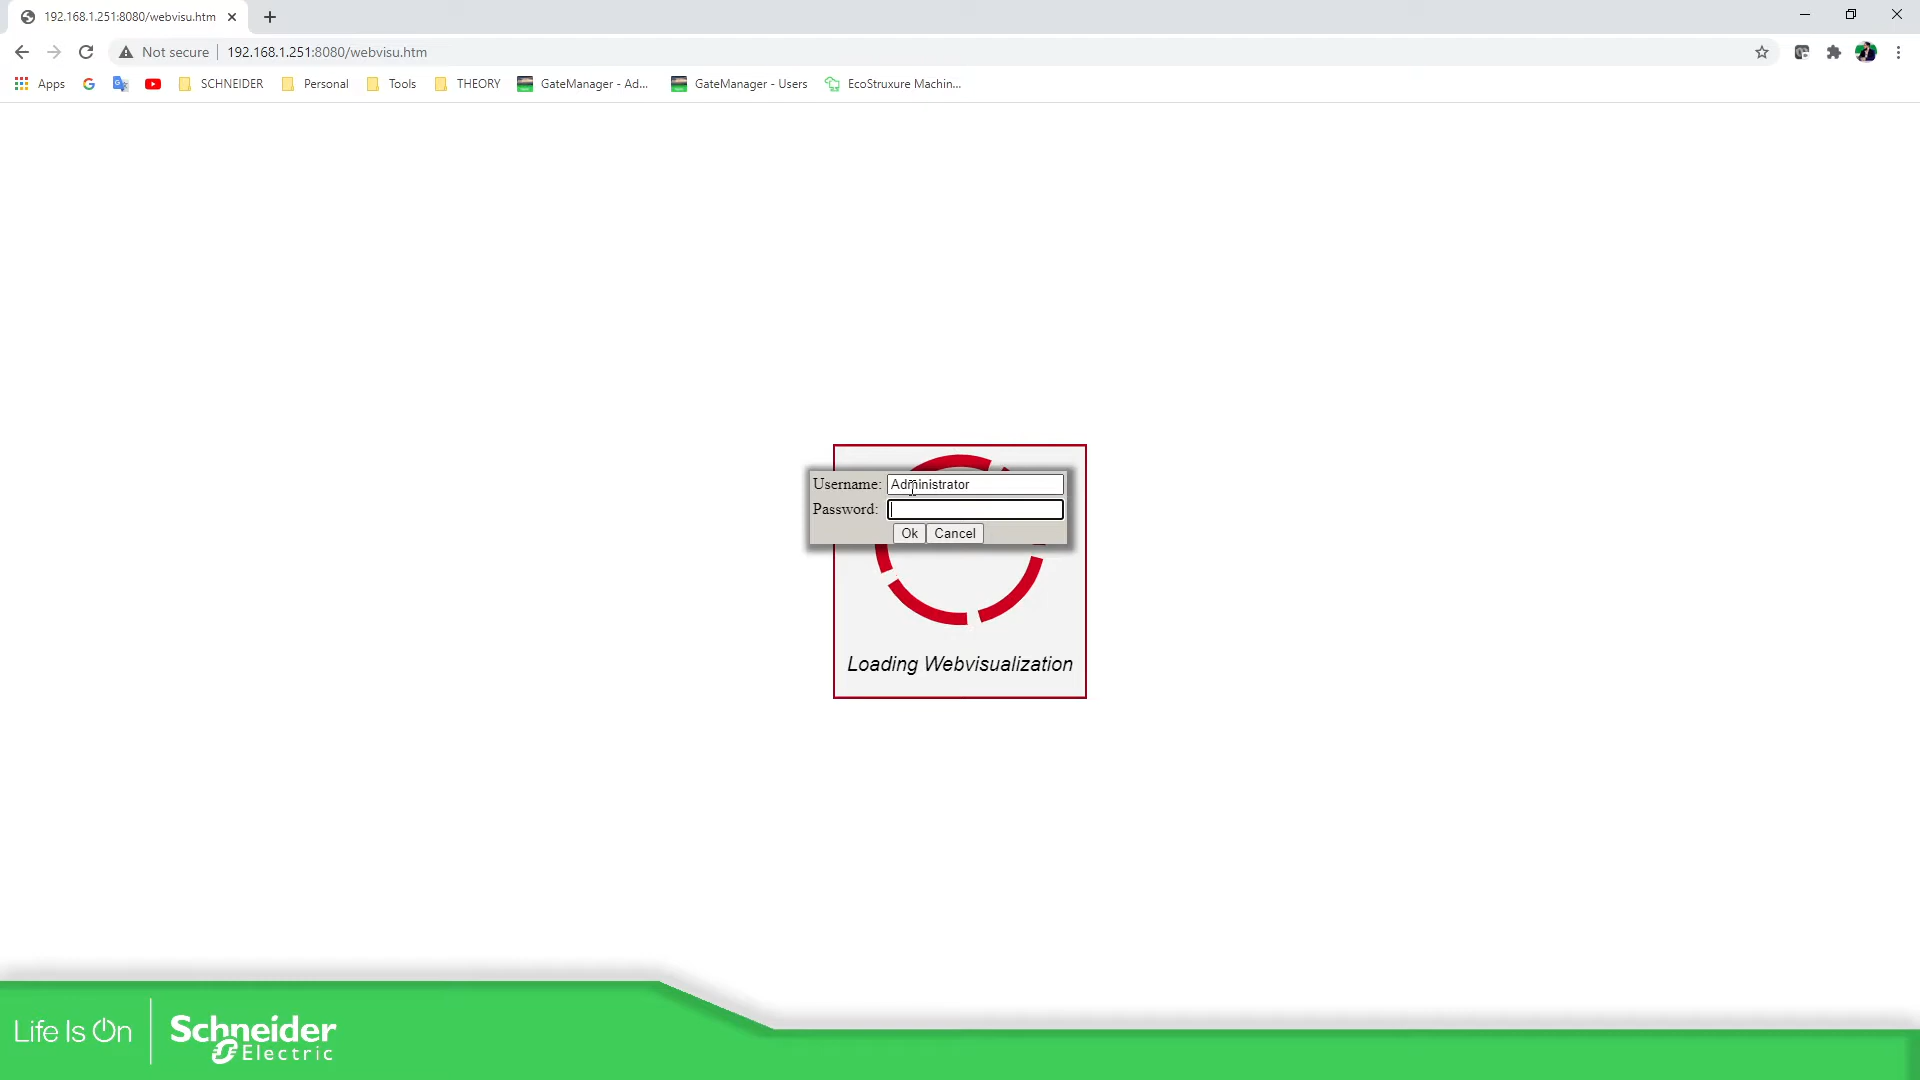 192.168.1.251:8080/webvisu.htm
Not secure
192.168.1.251:8080/webvisu.htm
Apps
SCHNEIDER
Personal
Tools
THEORY
GateManager - Ad...
GateManager - Users
EcoStruxure Machin...
Username:
Administrator
Password:
Ok
Cancel
Loading Webvisualization
Life Is On
Schneider
Electric